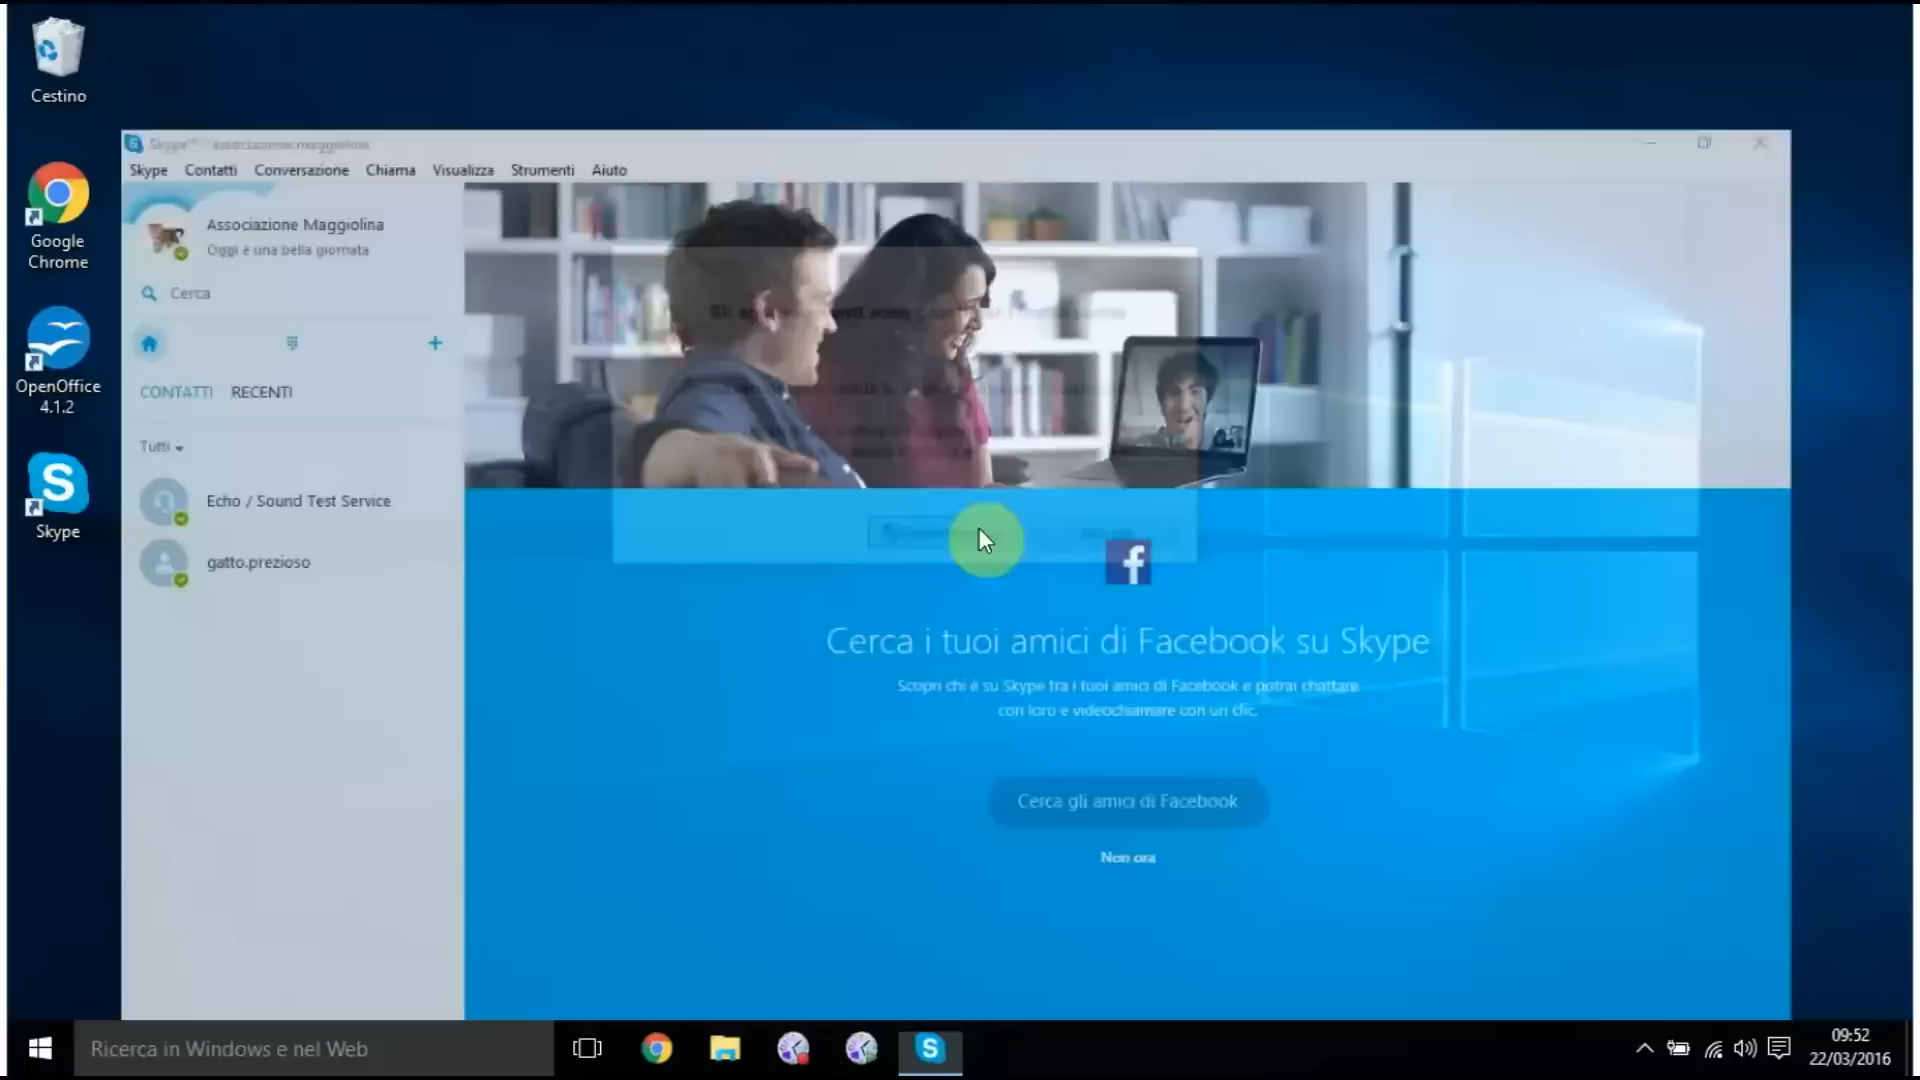 Cestino
Google
Chrome
OpenOffice
4.1.2
Skype
Skype™ - associazione.maggiolina
Skype Contatti Conversazione Chiama Visualizza Strumenti Aiuto
Associazione Maggiolina
Oggi è una bella giornata
Cerca
CONTATTI RECENTI
Tutti
Echo / Sound Test Service
gatto.prezioso
Cerca i tuoi amici di Facebook su Skype
Scopri chi è su Skype tra i tuoi amici di Facebook e potrai chattare
con loro e videochiamare con un clic.
Cerca gli amici di Facebook
Non ora
Ricerca in Windows e nel Web
09:52
22/03/2016